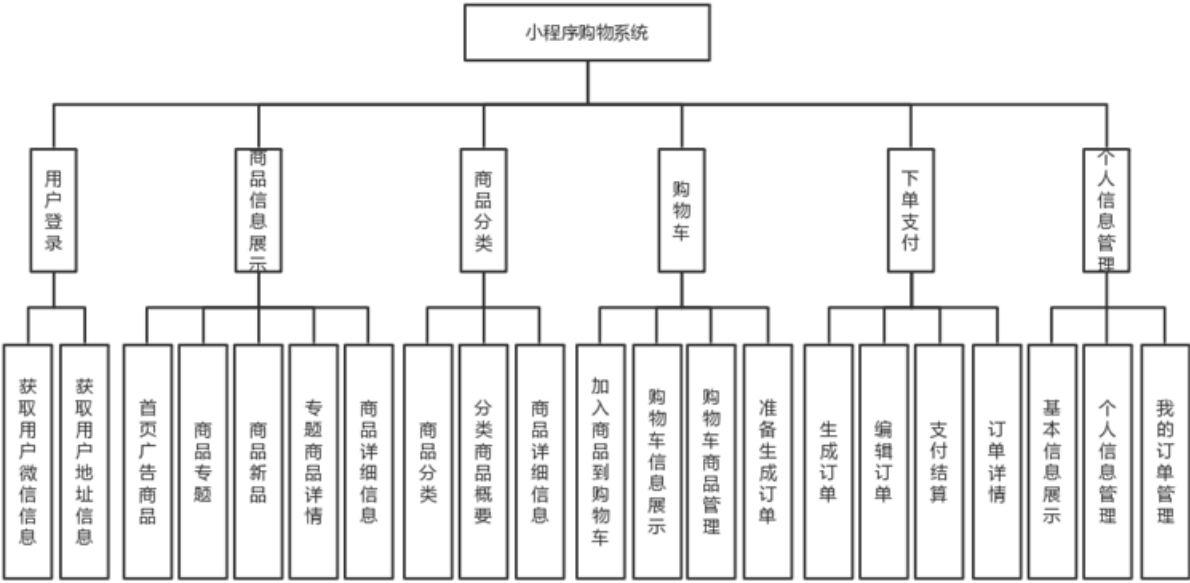 小程序购物系统
用户登录
商品信息展示
商品分类
购物车
下单支付
个人信息管理
获取用户微信信息
获取用户地址信息
首页广告商品
商品专题
商品新品
专题商品详情
商品详细信息
商品分类
分类商品概要
商品详细信息
加入商品到购物车
购物车信息展示
购物车商品管理
准备生成订单
生成订单
编辑订单
支付结算
订单详情
基本信息展示
个人信息管理
我的订单管理